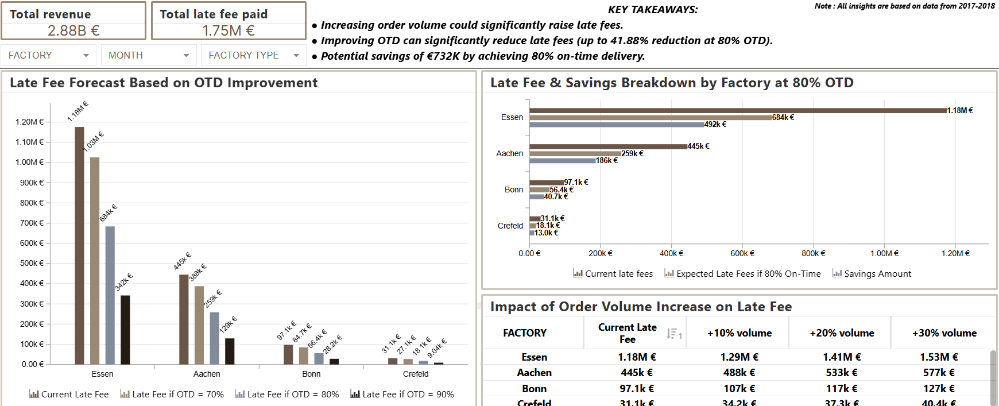 Total revenue
2.88B €
Total late fee paid
1.75M €
FACTORY
MONTH
FACTORY TYPE
KEY TAKEAWAYS:
● Increasing order volume could significantly raise late fees.
● Improving OTD can significantly reduce late fees (up to 41.88% reduction at 80% OTD).
● Potential savings of €732K by achieving 80% on-time delivery.
Note : All insights are based on data from 2017-2018
Late Fee Forecast Based on OTD Improvement
1.20M €
1.10M €
1.00M €
900k €
800k €
700k €
600k €
500k €
400k €
300k €
200k €
100k €
0.00 €
1.18M €
1.03M €
684k €
342k €
445k €
388k €
259k €
129k €
97.1k €
84.7k €
56.4k €
28.2k €
31.1k €
27.1k €
18.1k €
9.04k €
Essen Aachen Bonn Crefeld
Current Late Fee Late Fee if OTD = 70% Late Fee if OTD = 80% Late Fee if OTD = 90%
Late Fee & Savings Breakdown by Factory at 80% OTD
Essen
1.18M €
684k €
492k €
Aachen
445k €
259k €
186k €
Bonn
97.1k €
56.4k €
40.7k €
Crefeld
31.1k €
18.1k €
13.0k €
0.00 € 200k € 400k € 600k € 800k € 1.00M € 1.20M €
Current late fees Expected Late Fees if 80% On-Time Savings Amount
Impact of Order Volume Increase on Late Fee
FACTORY Current Late Fee 1 +10% volume +20% volume +30% volume
Essen 1.18M € 1.29M € 1.41M € 1.53M €
Aachen 445k € 488k € 533k € 577k €
Bonn 97.1k € 107k € 117k € 127k €
Crefeld 31.1k € 34.2k € 37.3k € 40.4k €